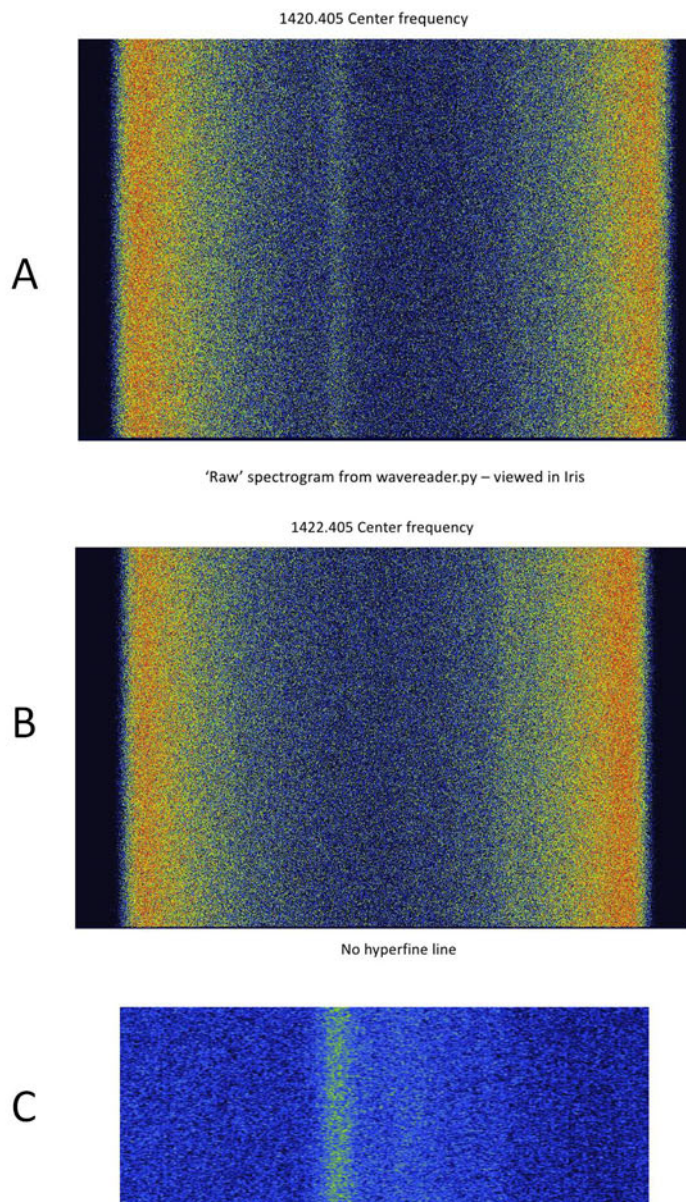 1420.405 Center frequency
A
‘Raw’ spectrogram from wavereader.py – viewed in Iris
1422.405 Center frequency
B
No hyperfine line
C